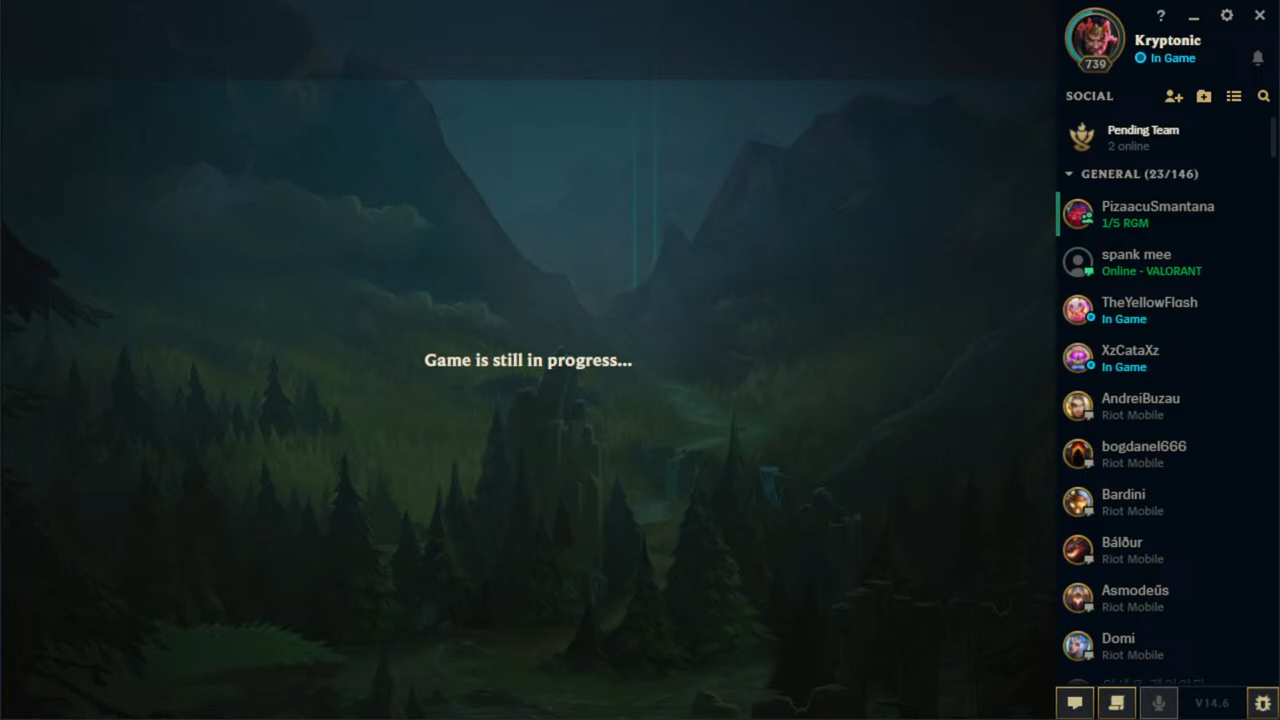 ?
Kryptonic
739
In Game
SOCIAL
Pending Team
2 online
GENERAL (23/146)
PizaacuSmantana
1/5 RGM
spank mee
Online - VALORANT
TheYellowFlash
In Game
XzCataXz
In Game
Game is still in progress...
AndreiBuzau
Riot Mobile
bogdanel666
Riot Mobile
Bardini
Riot Mobile
Bálður
Riot Mobile
Asmodeűs
Riot Mobile
Domi
Riot Mobile
V14.6